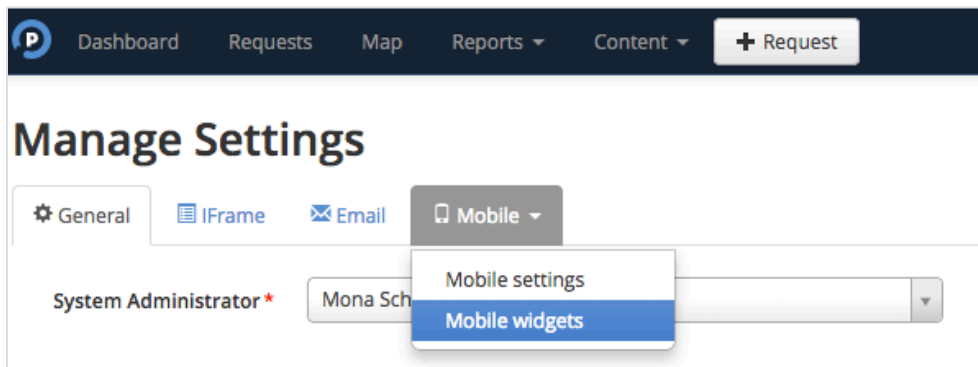 P Dashboard Requests Map Reports Content + Request
Manage Settings
General IFrame Email Mobile
Mobile settings
System Administrator* Mona Sch
Mobile widgets